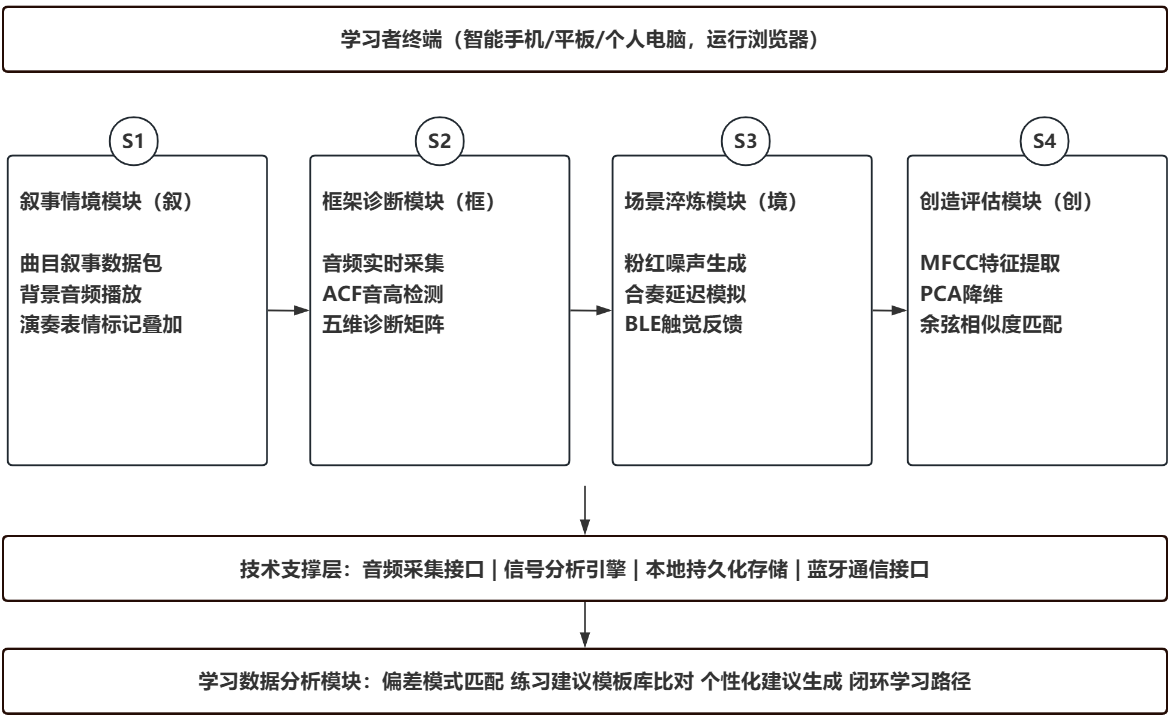 学习者终端（智能手机/平板/个人电脑，运行浏览器）
S1
叙事情境模块（叙）
曲目叙事数据包
背景音频播放
演奏表情标记叠加
S2
框架诊断模块（框）
音频实时采集
ACF音高检测
五维诊断矩阵
S3
场景淬炼模块（境）
粉红噪声生成
合奏延迟模拟
BLE触觉反馈
S4
创造评估模块（创）
MFCC特征提取
PCA降维
余弦相似度匹配
技术支撑层：音频采集接口 | 信号分析引擎 | 本地持久化存储 | 蓝牙通信接口
学习数据分析模块：偏差模式匹配 练习建议模板库比对 个性化建议生成 闭环学习路径